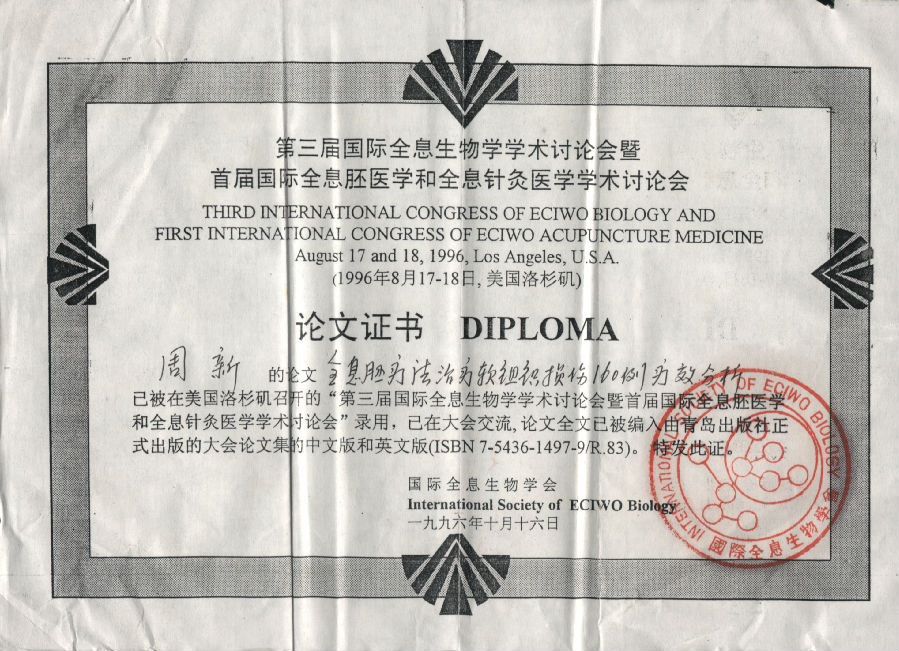 第三届国际全息生物学学术讨论会暨
首届国际全息胚医学和全息针灸医学学术讨论会
THIRD INTERNATIONAL CONGRESS OF ECIWO BIOLOGY AND
FIRST INTERNATIONAL CONGRESS OF ECIWO ACUPUNCTURE MEDICINE
August 17 and 18, 1996, Los Angeles, U.S.A.
(1996年8月17-18日, 美国洛杉矶)
论文证书 DIPLOMA
周新 的论文 全息胚疗法治疗软组织损伤160例疗效分析
已被在美国洛杉矶召开的“第三届国际全息生物学学术讨论会暨首届国际全息胚医学
和全息针灸医学学术讨论会”录用，已在大会交流, 论文全文已被编入由青岛出版社正
式出版的大会论文集的中文版和英文版(ISBN 7-5436-1497-9/R.83)。特发此证。
国际全息生物学会
International Society of ECIWO Biology
一九九六年十月十六日
INTERNATIONAL SOCIETY OF ECIWO BIOLOGY
國際全息生物學會